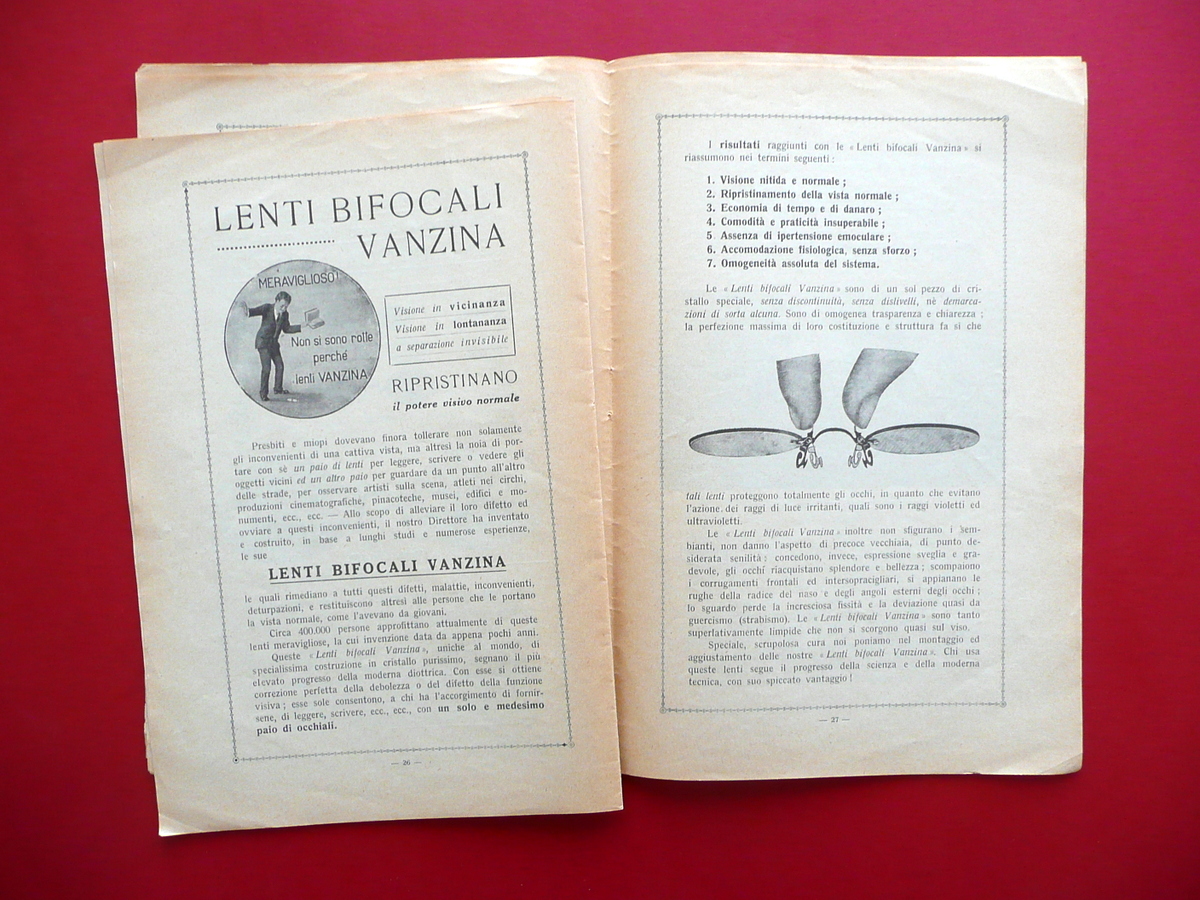 LENTI BIFOCALI
VANZINA
MERAVIGLIOSO!
Non si sono rotte
perché
lenti VANZINA
Visione in vicinanza
Visione in lontananza
a separazione invisibile
RIPRISTINANO
il potere visivo normale
Presbiti e miopi dovevano finora tollerare non solamente
gli inconvenienti di una cattiva vista, ma altresì la noia di por-
tare con sè un paio di lenti per leggere, scrivere o vedere gli
oggetti vicini ed un altro paio per guardare da un punto all'altro
delle strade, per osservare artisti sulla scena, atleti nei circhi,
produzioni cinematografiche, pinacoteche, musei, edifici e mo-
numenti, ecc., ecc. — Allo scopo di alleviare il loro difetto ed
ovviare a questi inconvenienti, il nostro Direttore ha inventato
e costruito, in base a lunghi studi e numerose esperienze,
le sue
LENTI BIFOCALI VANZINA
le quali rimediano a tutti questi difetti, malattie, inconvenienti,
deturpazioni, e restituiscono altresì alle persone che le portano
la vista normale, come l'avevano da giovani.
Circa 400.000 persone approfittano attualmente di queste
lenti meravigliose, la cui invenzione data da appena pochi anni.
Queste «Lenti bifocali Vanzina», uniche al mondo, di
specialissima costruzione in cristallo purissimo, segnano il più
elevato progresso della moderna diottrica. Con esse si ottiene
correzione perfetta della debolezza o del difetto della funzione
visiva; esse sole consentono, a chi ha l'accorgimento di fornir-
sene, di leggere, scrivere, ecc., ecc., con un solo e medesimo
paio di occhiali.
— 26 —
I risultati raggiunti con le «Lenti bifocali Vanzina» si
riassumono nei termini seguenti:
1. Visione nitida e normale;
2. Ripristinamento della vista normale;
3. Economia di tempo e di danaro;
4. Comodità e praticità insuperabile;
5 Assenza di ipertensione emoculare;
6. Accomodazione fisiologica, senza sforzo;
7. Omogeneità assoluta del sistema.
Le «Lenti bifocali Vanzina» sono di un sol pezzo di cri-
stallo speciale, senza discontinuità, senza dislivelli, nè demarca-
zioni di sorta alcuna. Sono di omogenea trasparenza e chiarezza;
la perfezione massima di loro costituzione e struttura fa sì che
tali lenti proteggono totalmente gli occhi, in quanto che evitano
l'azione dei raggi di luce irritanti, quali sono i raggi violetti ed
ultravioletti.
Le «Lenti bifocali Vanzina» inoltre non sfigurano i sem-
bianti, non danno l'aspetto di precoce vecchiaia, di punto de-
siderata senilità: concedono, invece, espressione sveglia e gra-
devole, gli occhi riacquistano splendore e bellezza; scompaiono
i corrugamenti frontali ed intersopracigliari, si appianano le
rughe della radice del naso e degli angoli esterni degli occhi;
lo sguardo perde la incresciosa fissità e la deviazione quasi da
guercismo (strabismo). Le «Lenti bifocali Vanzina» sono tanto
superlativamente limpide che non si scorgono quasi sul viso.
Speciale, scrupolosa cura noi poniamo nel montaggio ed
aggiustamento delle nostre «Lenti bifocali Vanzina». Chi usa
queste lenti segue il progresso della scienza e della moderna
tecnica, con suo spiccato vantaggio!
— 27 —